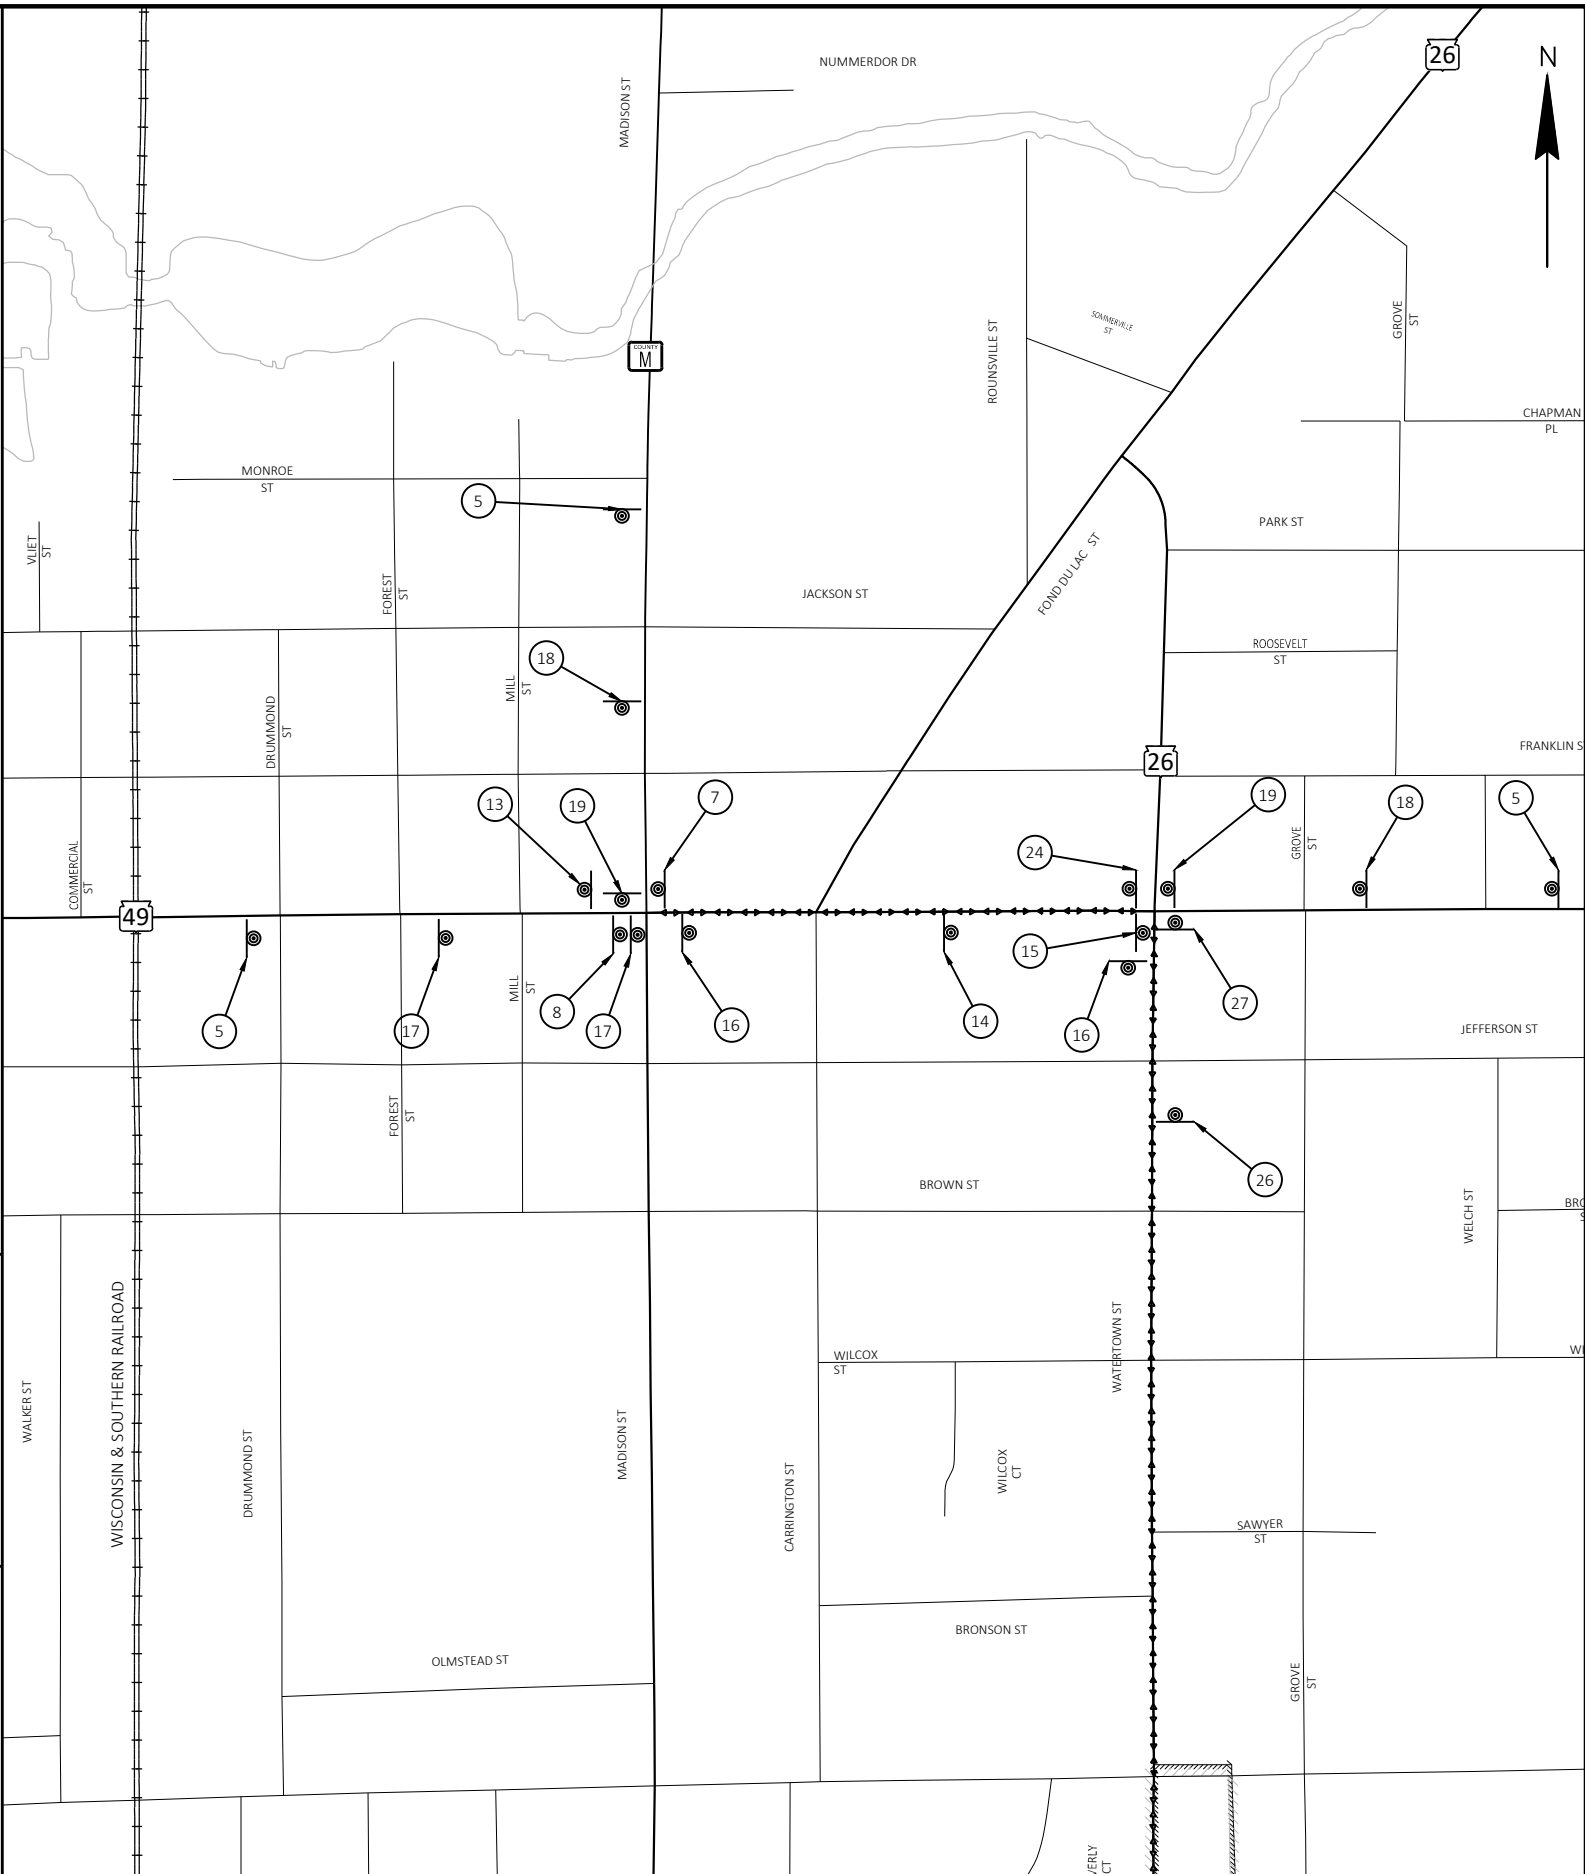 26
N
NUMMERDOR DR
MADISON ST
SOMMERVILLE
ST
GROVE
ST
ROUNSVILLE ST
COUNTY
M
CHAPMAN
PL
MONROE
ST
5
VLIET
ST
PARK ST
FOREST
ST
JACKSON ST
FOND DU LAC ST
ROOSEVELT
ST
18
MILL
ST
DRUMMOND
ST
26
FRANKLIN S
13
19
7
19
18
5
24
COMMERCIAL
ST
GROVE
ST
49
15
MILL
ST
5
17
8
17
16
14
16
27
JEFFERSON ST
FOREST
ST
BROWN ST
26
WELCH ST
BRO
WISCONSIN & SOUTHERN RAILROAD
WATERTOWN ST
WILCOX
ST
WI
WALKER ST
DRUMMOND ST
MADISON ST
CARRINGTON ST
WILCOX
CT
SAWYER
ST
BRONSON ST
OLMSTEAD ST
GROVE
ST
VERLY
CT